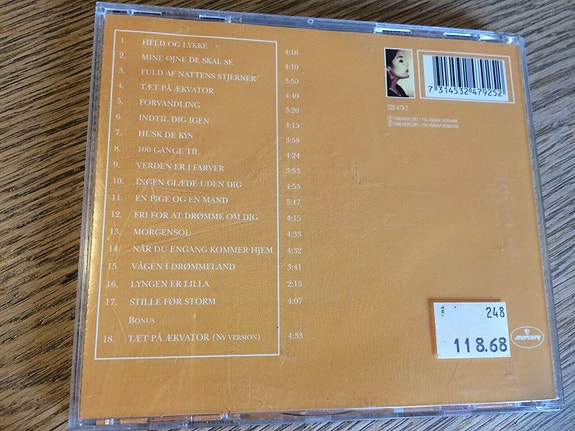 1. HELD OG LYKKE 4:16
2. MINE ØJNE DE SKAL SE 4:10
3. FULD AF NATTENS STJERNER 3:50
4. TÆT PÅ ÆKVATOR 4:40
5. FORVANDLING 3:20
6. INDTIL DIG IGEN 4:15
7. HUSK DE KYS 3:58
8. 100 GANGE TIL 4:24
9. VERDEN ER I FARVER 3:53
10. INGEN GLÆDE UDEN DIG 4:55
11. EN PIGE OG EN MAND 5:17
12. FRI FOR AT DRØMME OM DIG 4:15
13. MORGENSOL 4:33
14. NÅR DU ENGANG KOMMER HJEM 4:32
15. VÅGEN I DRØMMELAND 3:41
16. LYNGEN ER LILLA 2:15
17. STILLE FØR STORM 4:07
BONUS
18. TÆT PÅ ÆKVATOR (NY VERSION) 4:33
7 314532 479252
248
118.68
mercury